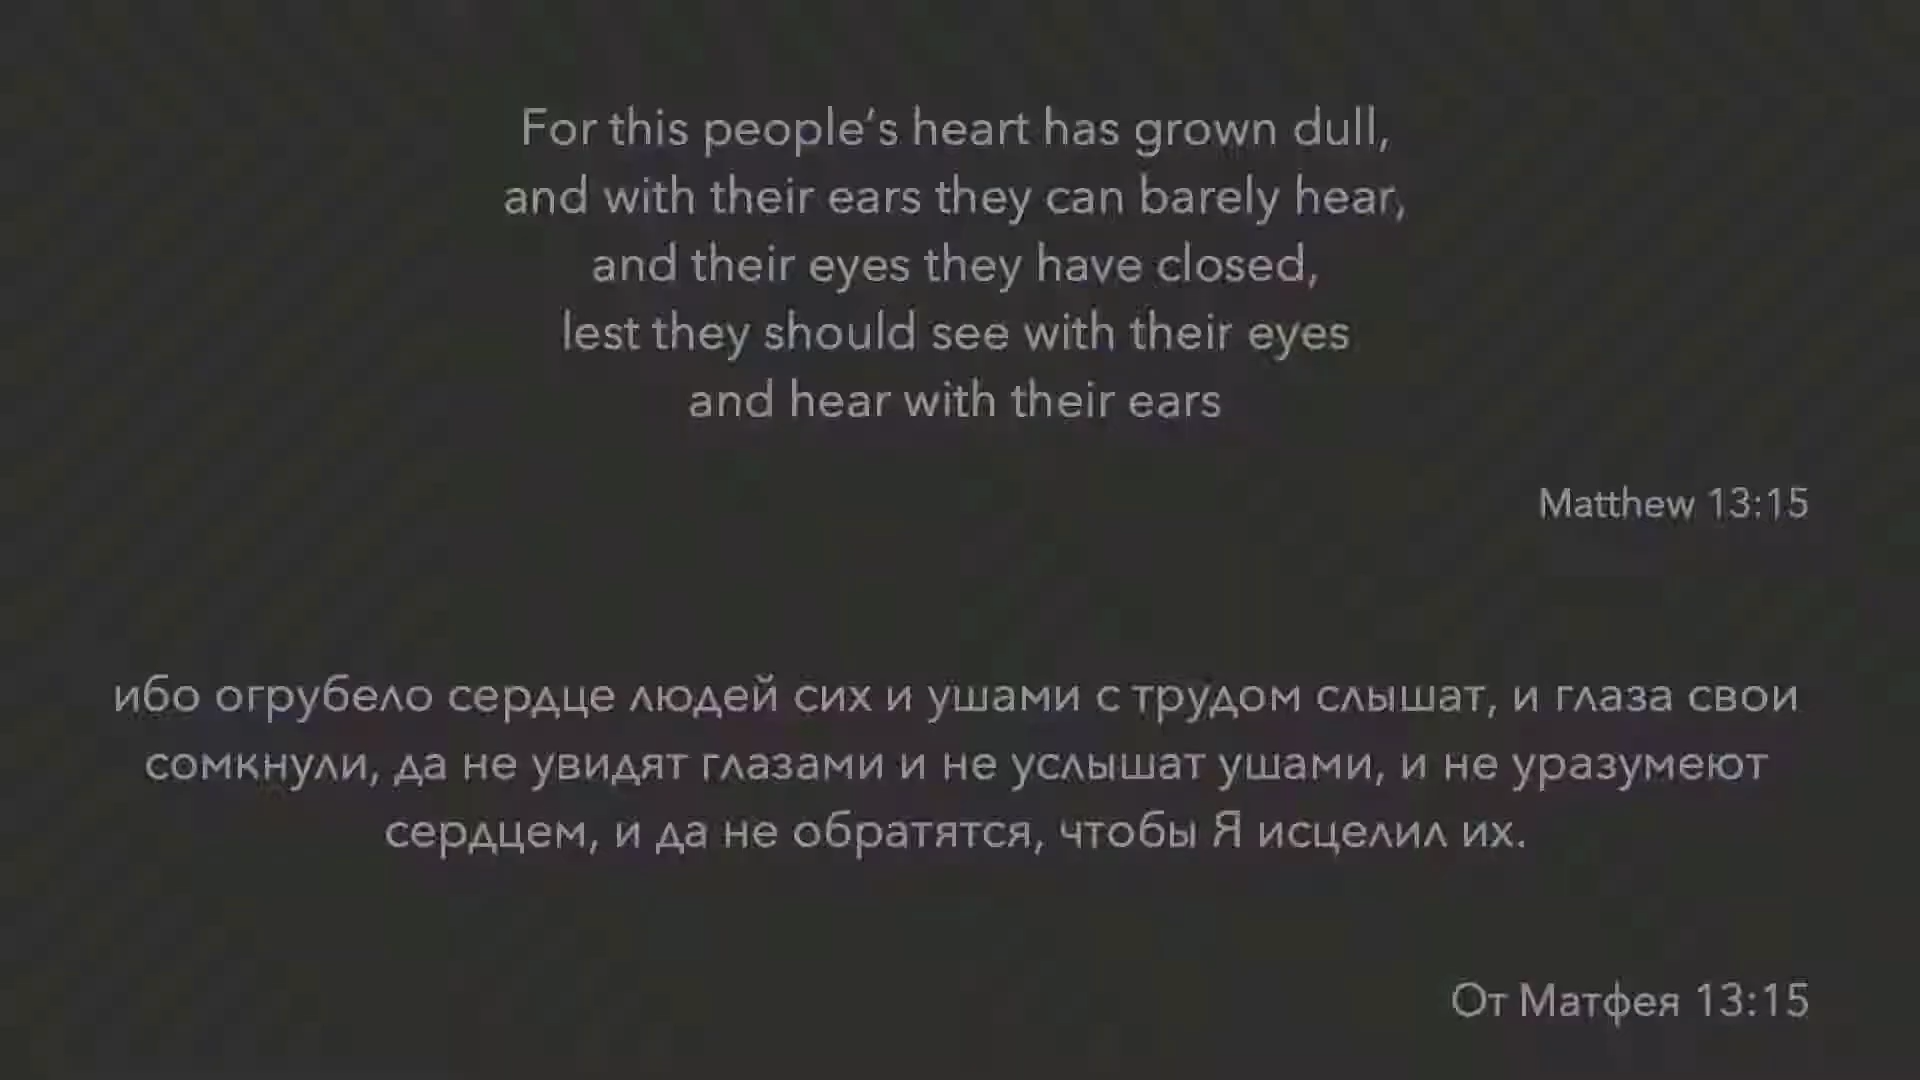 For this people’s heart has grown dull,
and with their ears they can barely hear,
and their eyes they have closed,
lest they should see with their eyes
and hear with their ears
Matthew 13:15
ибо огрубело сердце людей сих и ушами с трудом слышат, и глаза свои
сомкнули, да не увидят глазами и не услышат ушами, и не уразумеют
сердцем, и да не обратятся, чтобы Я исцелил их.
От Матфея 13:15